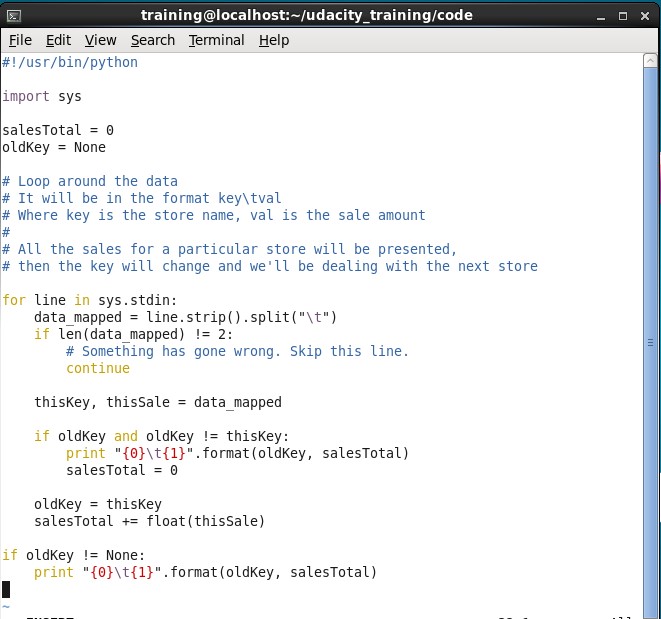 training@localhost:~/udacity_training/code
File Edit View Search Terminal Help
#!/usr/bin/python
import sys
salesTotal = 0
oldKey = None
# Loop around the data
# It will be in the format key\tval
# Where key is the store name, val is the sale amount
#
# All the sales for a particular store will be presented,
# then the key will change and we'll be dealing with the next store
for line in sys.stdin:
    data_mapped = line.strip().split("\t")
    if len(data_mapped) != 2:
        # Something has gone wrong. Skip this line.
        continue
    thisKey, thisSale = data_mapped
    if oldKey and oldKey != thisKey:
        print "{0}\t{1}".format(oldKey, salesTotal)
        salesTotal = 0
    oldKey = thisKey
    salesTotal += float(thisSale)
if oldKey != None:
    print "{0}\t{1}".format(oldKey, salesTotal)
~